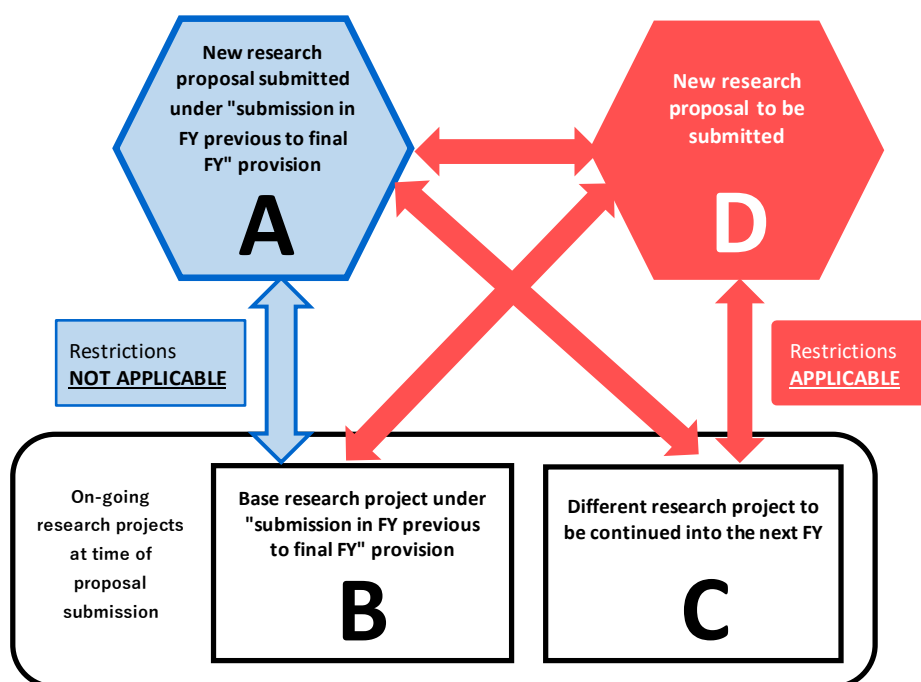 New research
proposal submitted
under "submission in
FY previous to final
FY" provision
A
New research
proposal to be
submitted
D
Restrictions
NOT APPLICABLE
Restrictions
APPLICABLE
On-going
research projects
at time of
proposal
submission
Base research project under
"submission in FY previous
to final FY" provision
B
Different research project to
be continued into the next FY
C